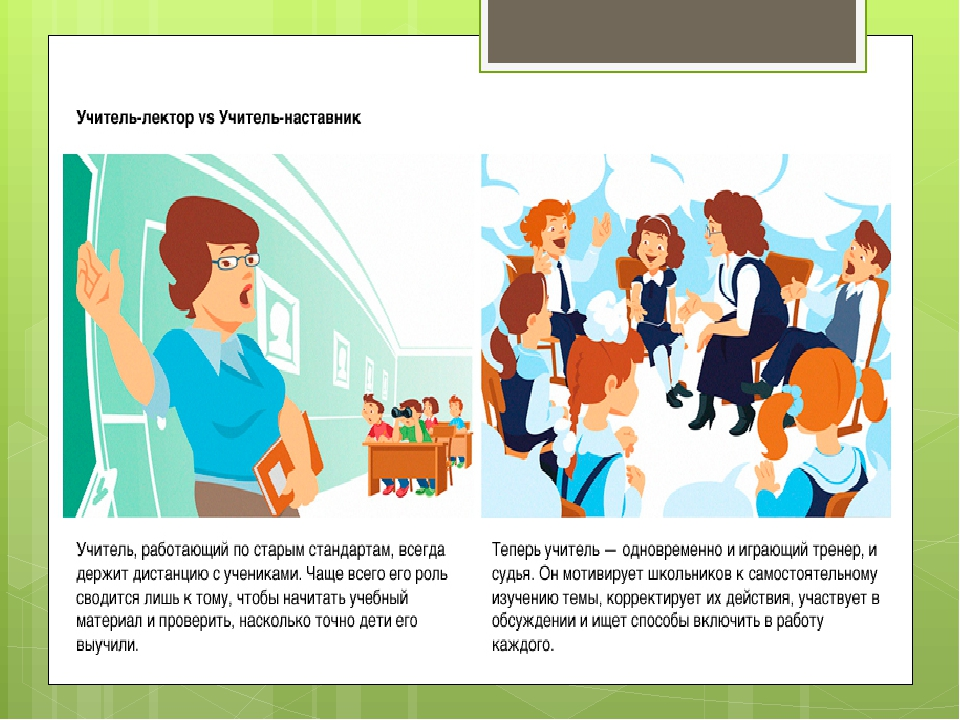 Учитель-лектор vs Учитель-наставник
Учитель, работающий по старым стандартам, всегда
держит дистанцию с учениками. Чаще всего его роль
сводится лишь к тому, чтобы начитать учебный
материал и проверить, насколько точно дети его
выучили.
Теперь учитель — одновременно и играющий тренер, и
судья. Он мотивирует школьников к самостоятельному
изучению темы, корректирует их действия, участвует в
обсуждении и ищет способы включить в работу
каждого.